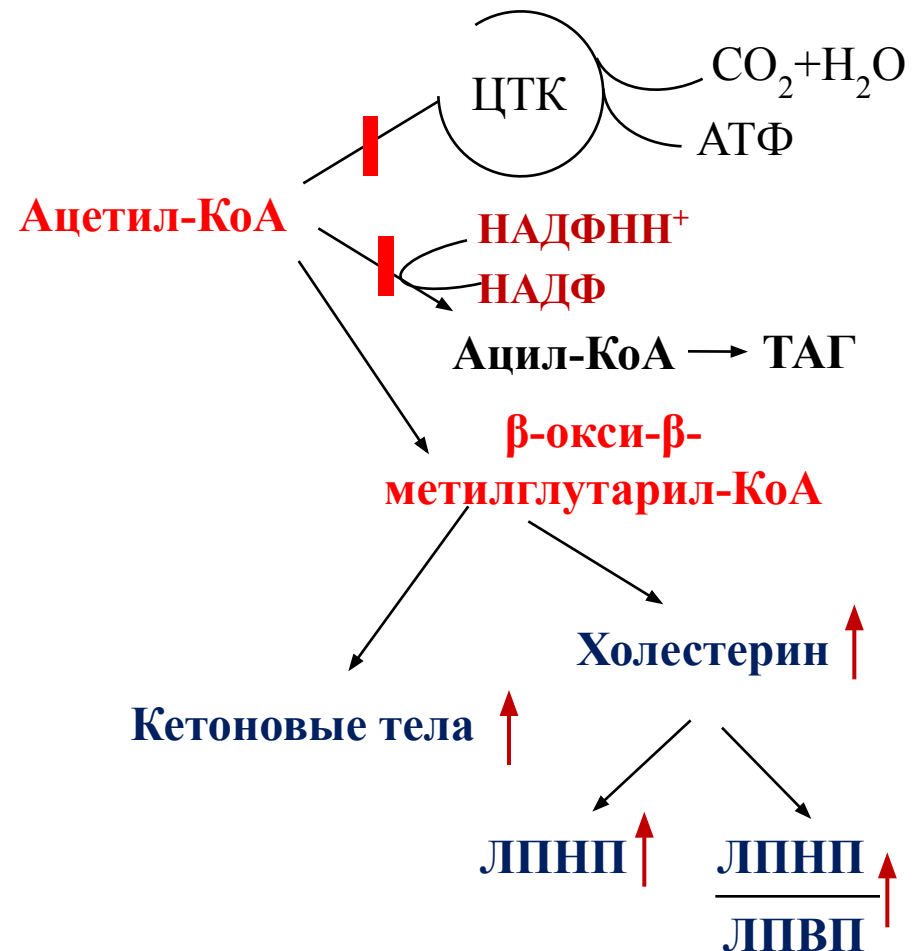 CO₂+H₂O
ЦТК
АТФ
Ацетил-КоА
НАДФНН⁺
НАДФ
Ацил-КоА → ТАГ
β-окси-β-
метилглутарил-КоА
Холестерин
Кетоновые тела
ЛПНП
ЛПНП
ЛПВП